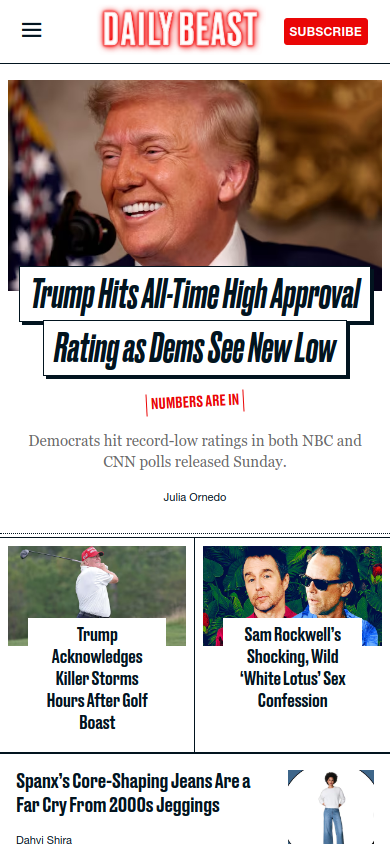 DAILY BEAST
SUBSCRIBE
Trump Hits All-Time High Approval
Rating as Dems See New Low
NUMBERS ARE IN
Democrats hit record-low ratings in both NBC and
CNN polls released Sunday.
Julia Ornedo
Trump
Acknowledges
Killer Storms
Hours After Golf
Boast
Sam Rockwell’s
Shocking, Wild
‘White Lotus’ Sex
Confession
Spanx’s Core-Shaping Jeans Are a
Far Cry From 2000s Jeggings
Dahvi Shira